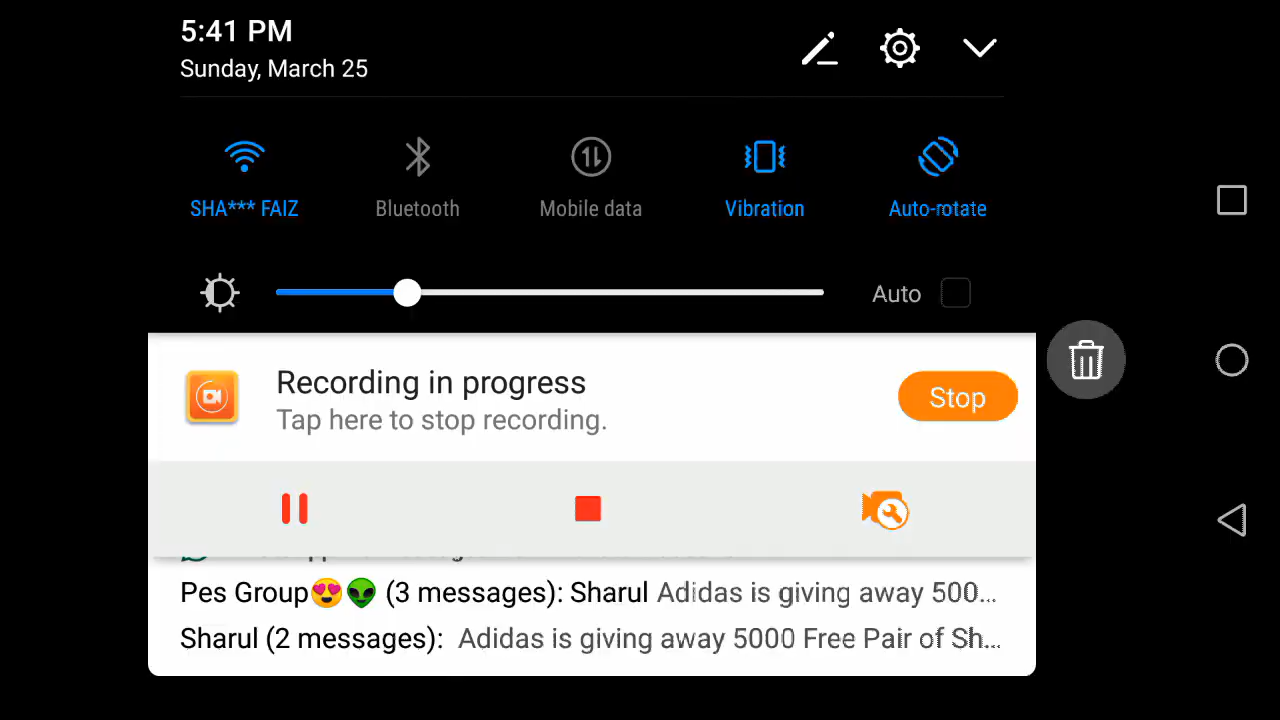 5:41 PM
Sunday, March 25
SHA*** FAIZ
Bluetooth
Mobile data
Vibration
Auto-rotate
Auto
Recording in progress
Tap here to stop recording.
Stop
Pes Group😍👽 (3 messages): Sharul Adidas is giving away 500...
Sharul (2 messages): Adidas is giving away 5000 Free Pair of Sh...